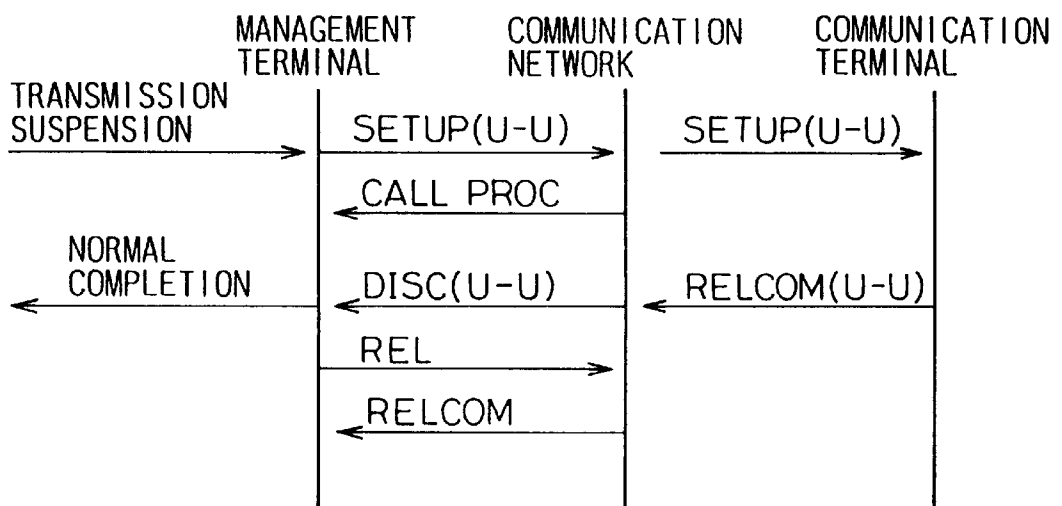 MANAGEMENT
TERMINAL
COMMUNICATION
NETWORK
COMMUNICATION
TERMINAL
TRANSMISSION
SUSPENSION
SETUP(U-U)
SETUP(U-U)
CALL PROC
NORMAL
COMPLETION
DISC(U-U)
RELCOM(U-U)
REL
RELCOM